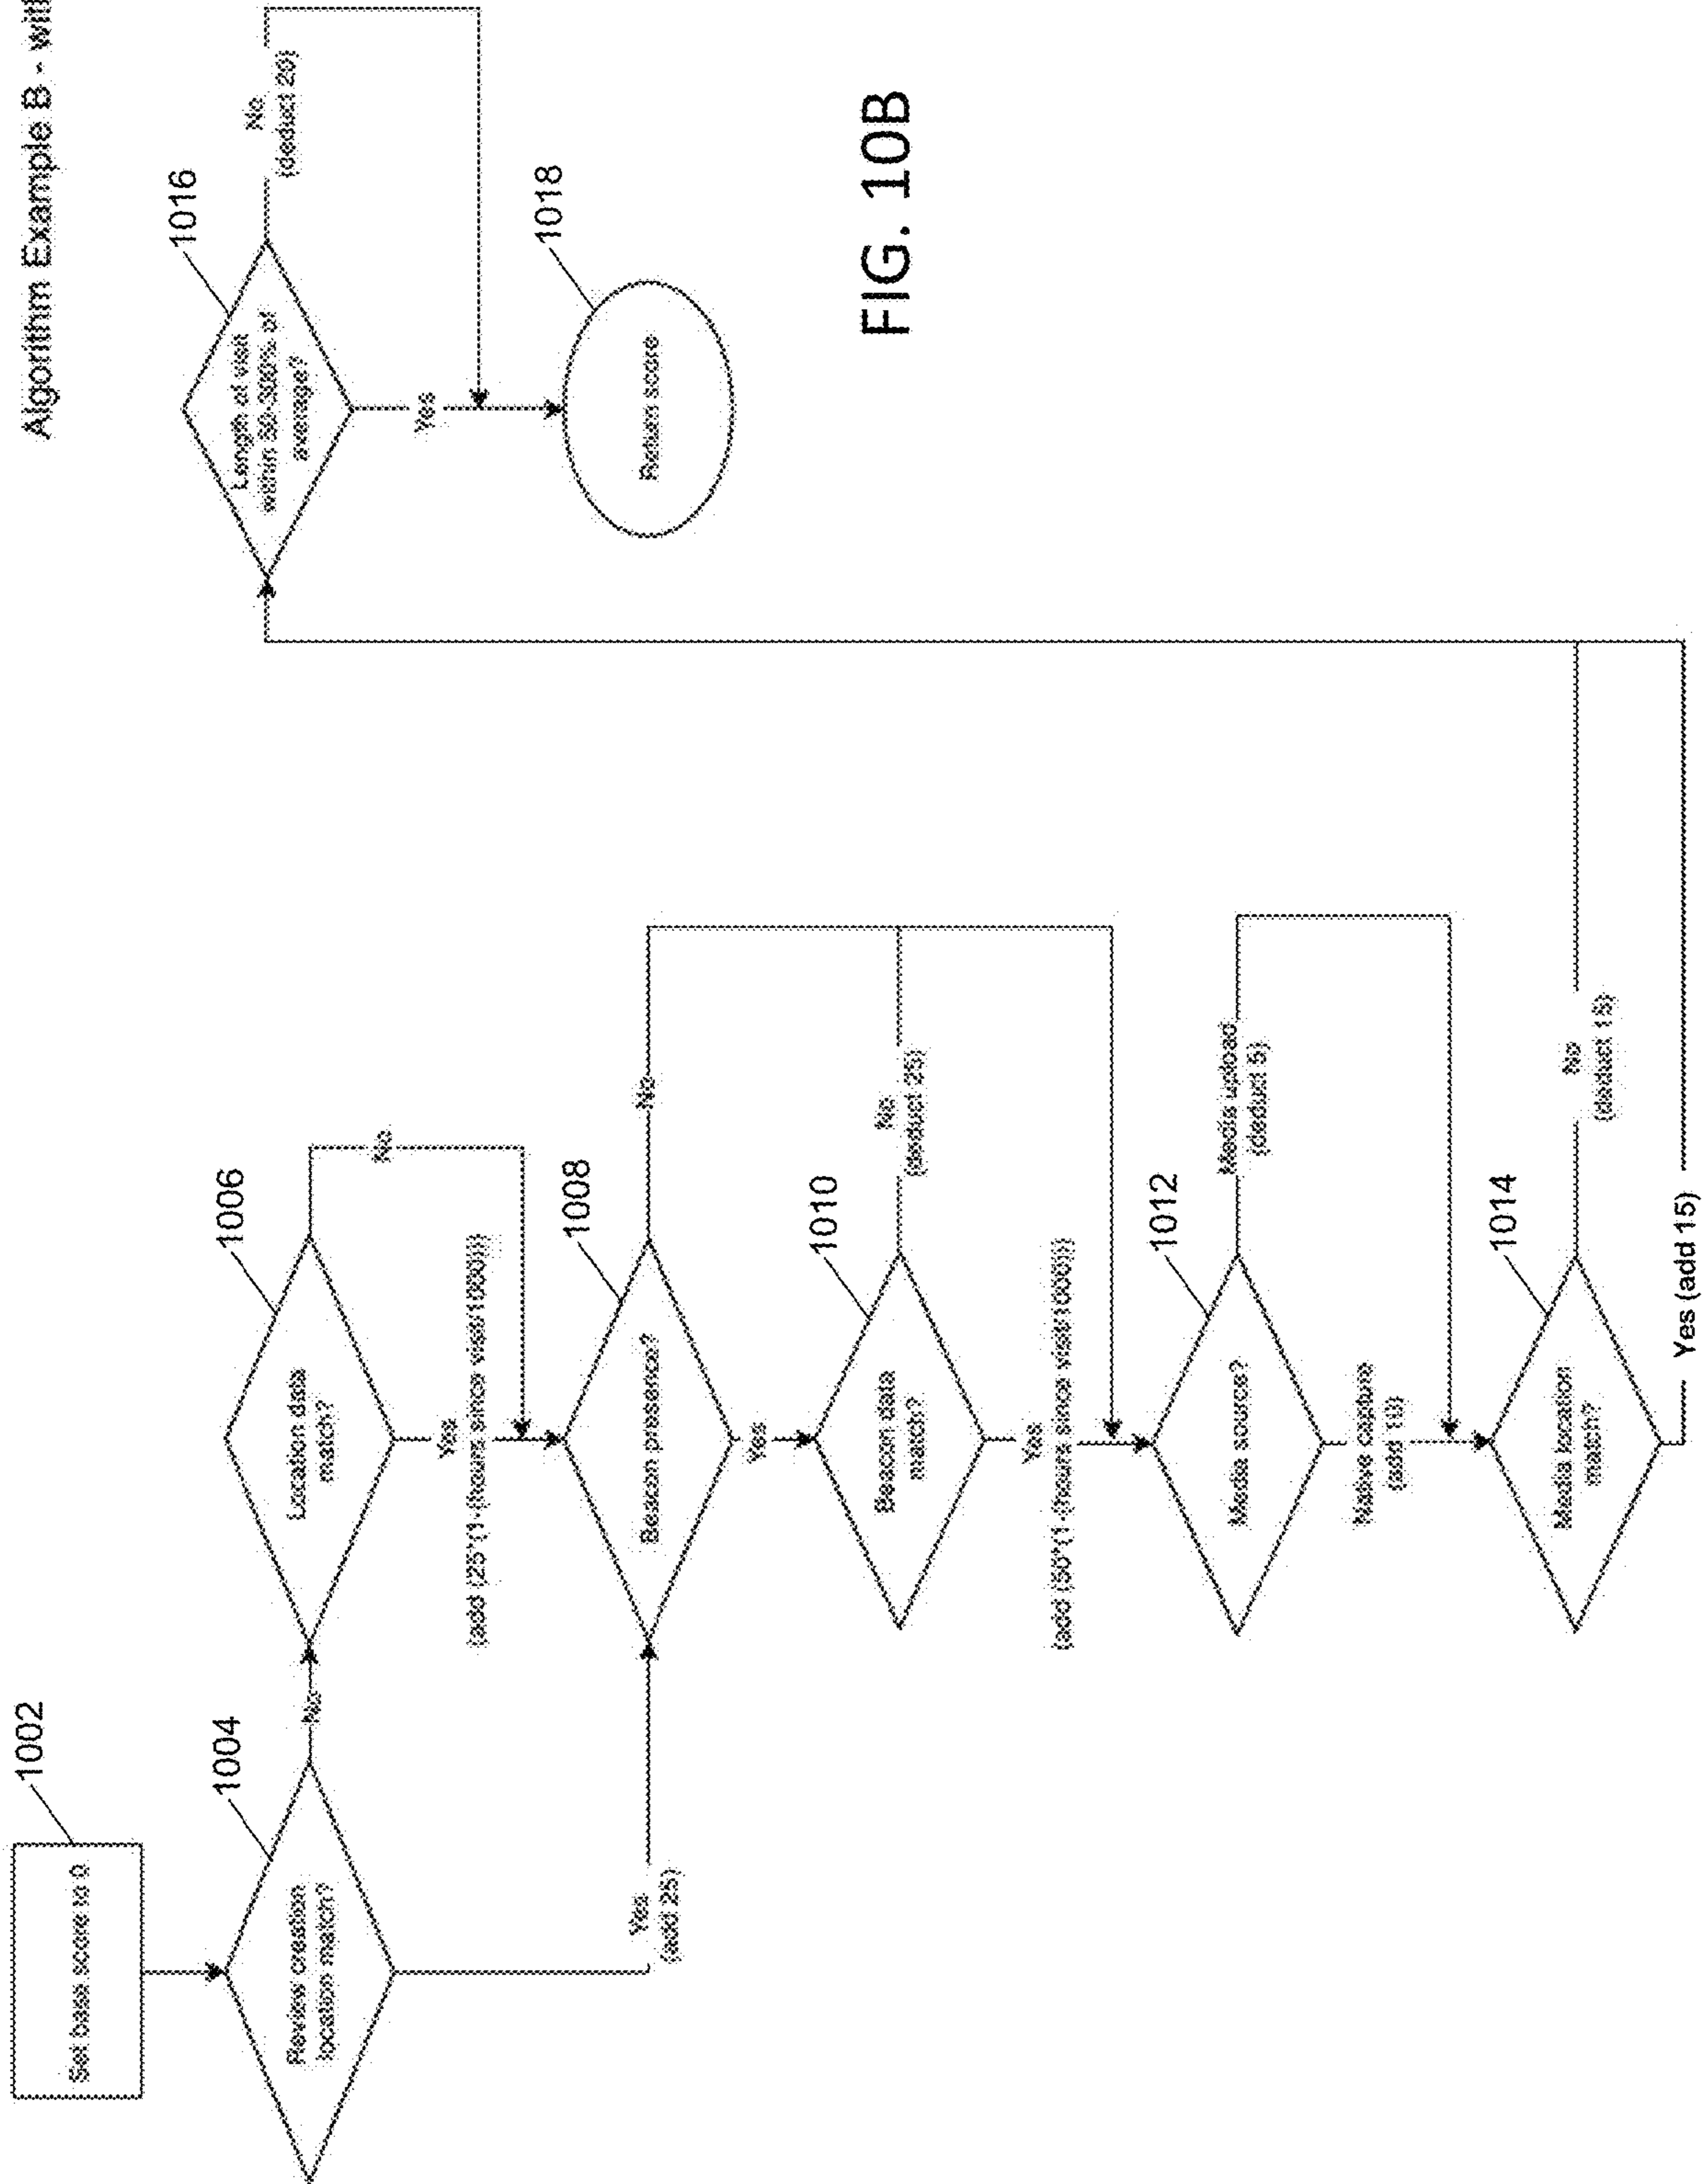 Algorithm Example B - wit
1002
Set base score to 0
1004
Review creation
location match?
No
Yes
(add 25)
1006
Location data
match?
No
Yes
(add (25*(1-(hours since visit/1000)))
1008
Beacon presence?
No
Yes
1010
Beacon data
match?
No
(deduct 25)
Yes
(add (50*(1-(hours since visit/1000)))
1012
Media source?
Media upload
(deduct 5)
Native capture
(add 10)
1014
Media location
match?
No
(deduct 15)
Yes (add 15)
1016
Length of visit
within of
average?
No
(deduct 20)
Yes
1018
Return score
FIG. 10B